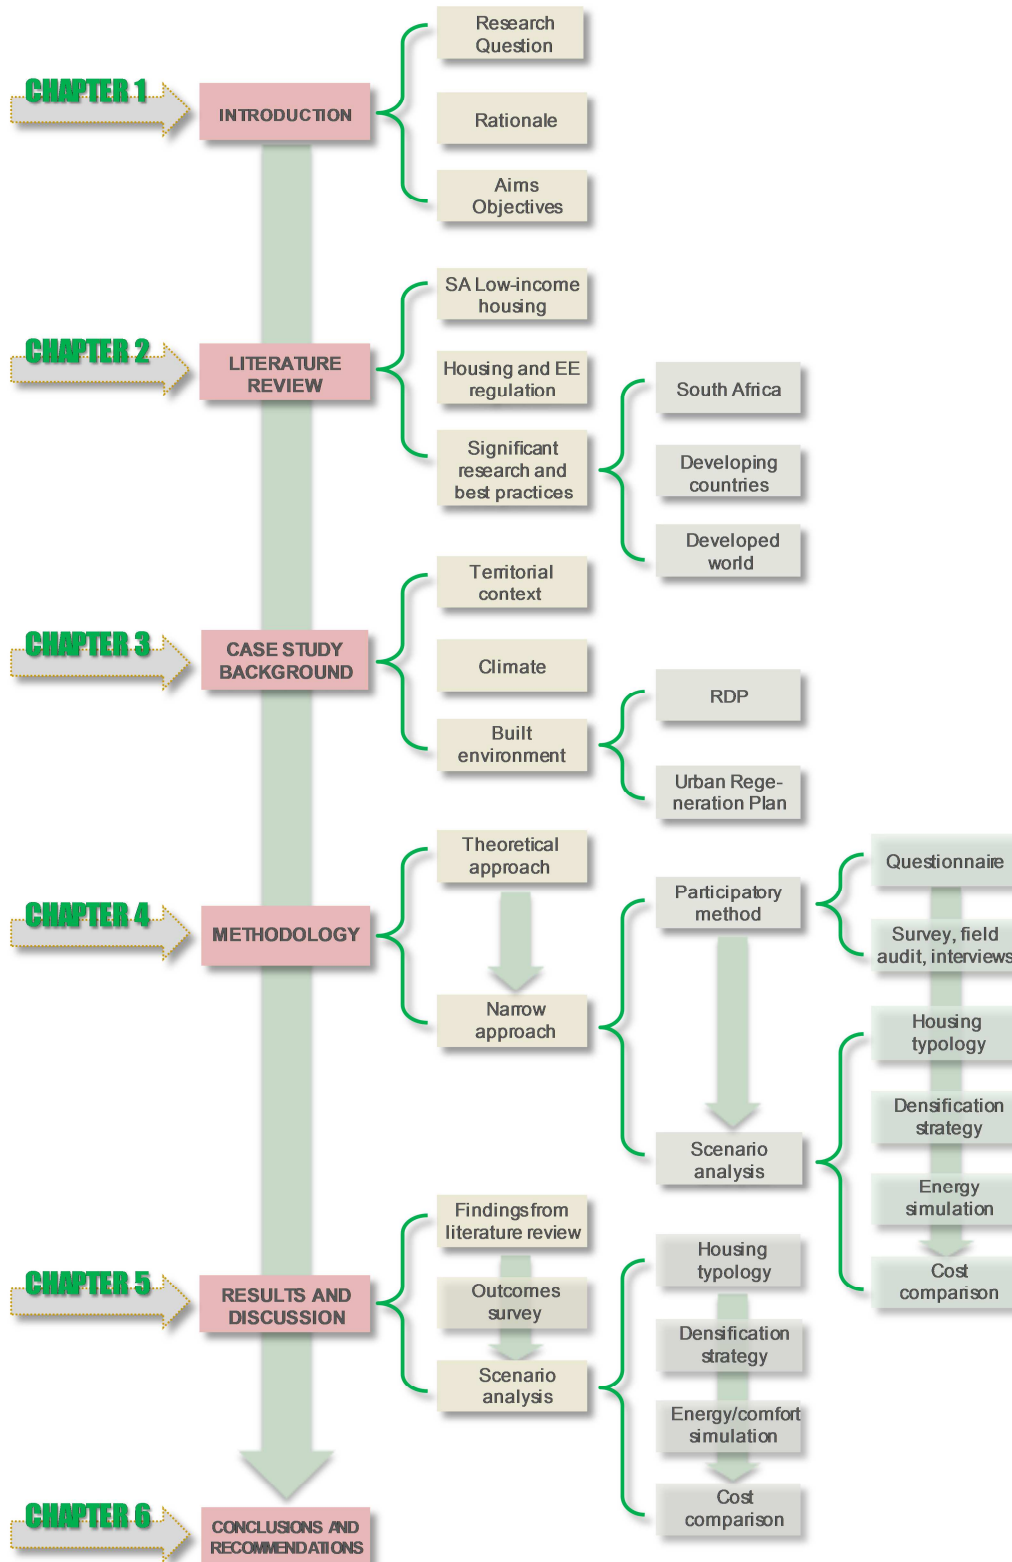 CHAPTER 1
INTRODUCTION
Research
Question
Rationale
Aims
Objectives
CHAPTER 2
LITERATURE
REVIEW
SA Low-income
housing
Housing and EE
regulation
Significant
research and
best practices
South Africa
Developing
countries
Developed
world
CHAPTER 3
CASE STUDY
BACKGROUND
Territorial
context
Climate
Built
environment
RDP
Urban Rege-
neration Plan
CHAPTER 4
METHODOLOGY
Theoretical
approach
Narrow
approach
Participatory
method
Questionnaire
Survey, field
audit, interviews
Scenario
analysis
Housing
typology
Densification
strategy
Energy
simulation
Cost
comparison
CHAPTER 5
RESULTS AND
DISCUSSION
Findings from
literature review
Outcomes
survey
Scenario
analysis
Housing
typology
Densification
strategy
Energy/comfort
simulation
Cost
comparison
CHAPTER 6
CONCLUSIONS AND
RECOMMENDATIONS